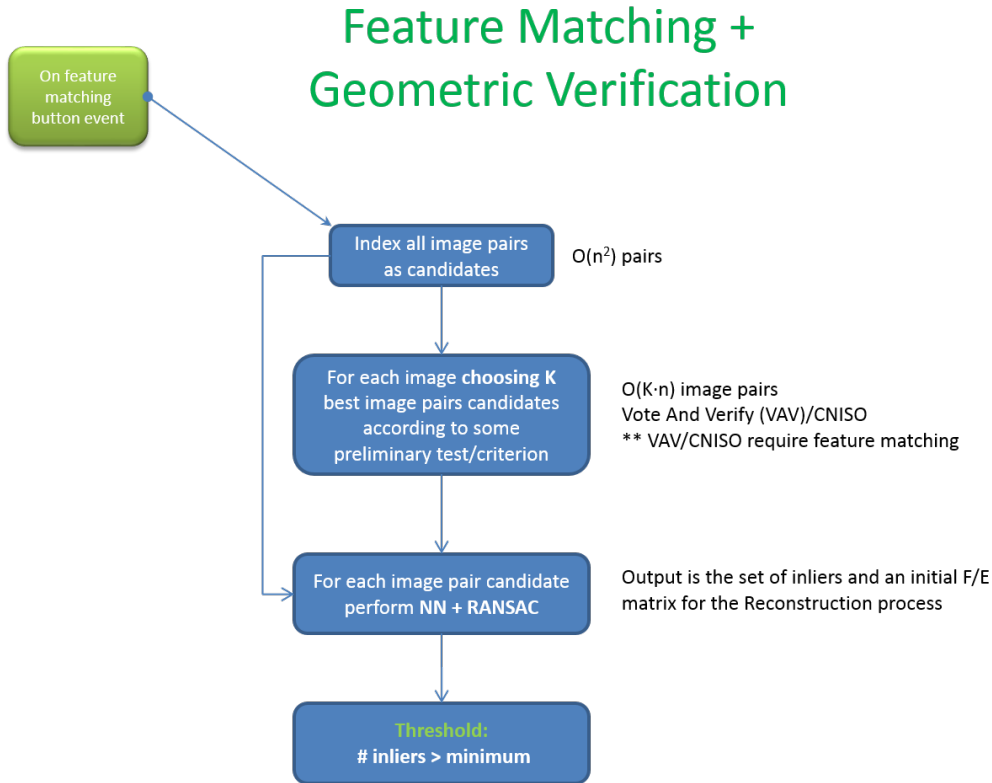 Feature Matching +
Geometric Verification
On feature
matching
button event
Index all image pairs
as candidates
O(n²) pairs
For each image choosing K
best image pairs candidates
according to some
preliminary test/criterion
O(K·n) image pairs
Vote And Verify (VAV)/CNISO
** VAV/CNISO require feature matching
For each image pair candidate
perform NN + RANSAC
Output is the set of inliers and an initial F/E
matrix for the Reconstruction process
Threshold:
# inliers > minimum